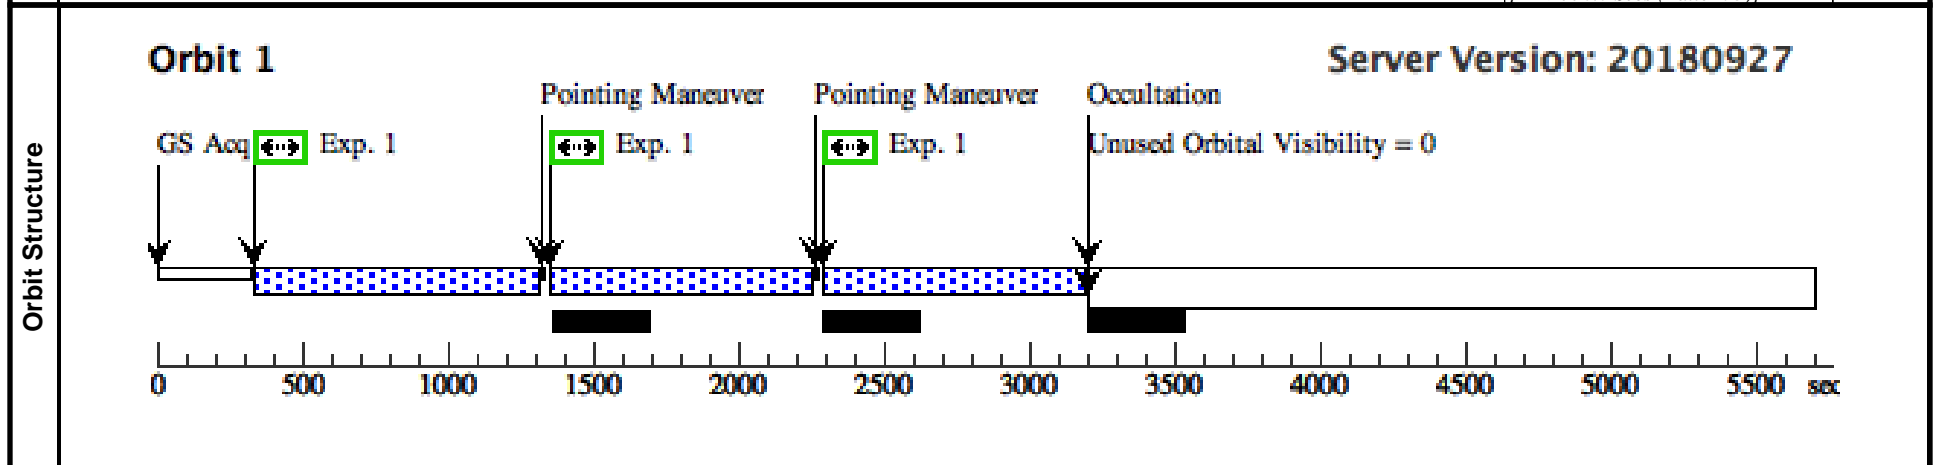 Orbit 1
Server Version: 20180927
Pointing Maneuver
Pointing Maneuver
Occultation
GS Acq
Exp. 1
Exp. 1
Exp. 1
Unused Orbital Visibility = 0
Orbit Structure
0 500 1000 1500 2000 2500 3000 3500 4000 4500 5000 5500 sec